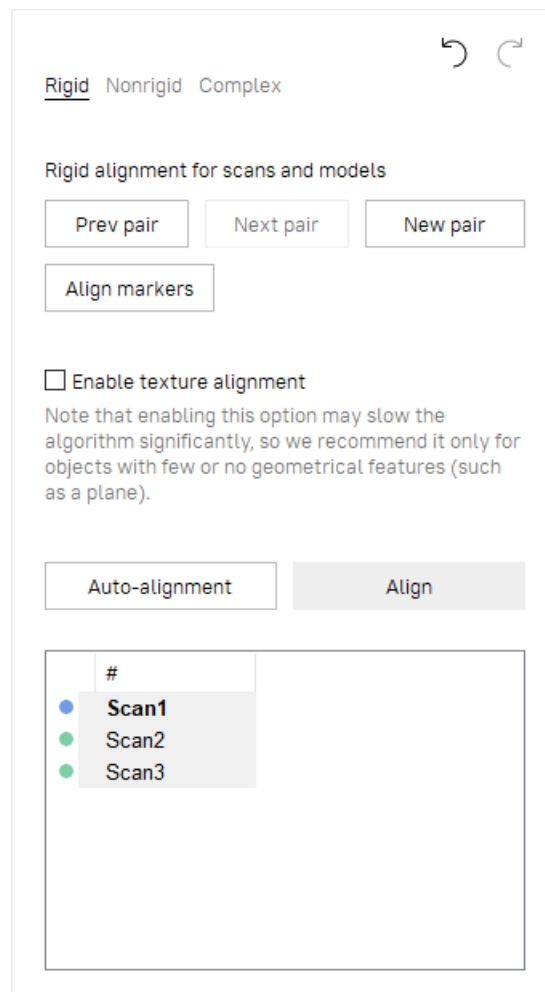 Rigid Nonrigid Complex
Rigid alignment for scans and models
Prev pair Next pair New pair
Align markers
Enable texture alignment
Note that enabling this option may slow the
algorithm significantly, so we recommend it only for
objects with few or no geometrical features (such
as a plane).
Auto-alignment Align
#
Scan1
Scan2
Scan3